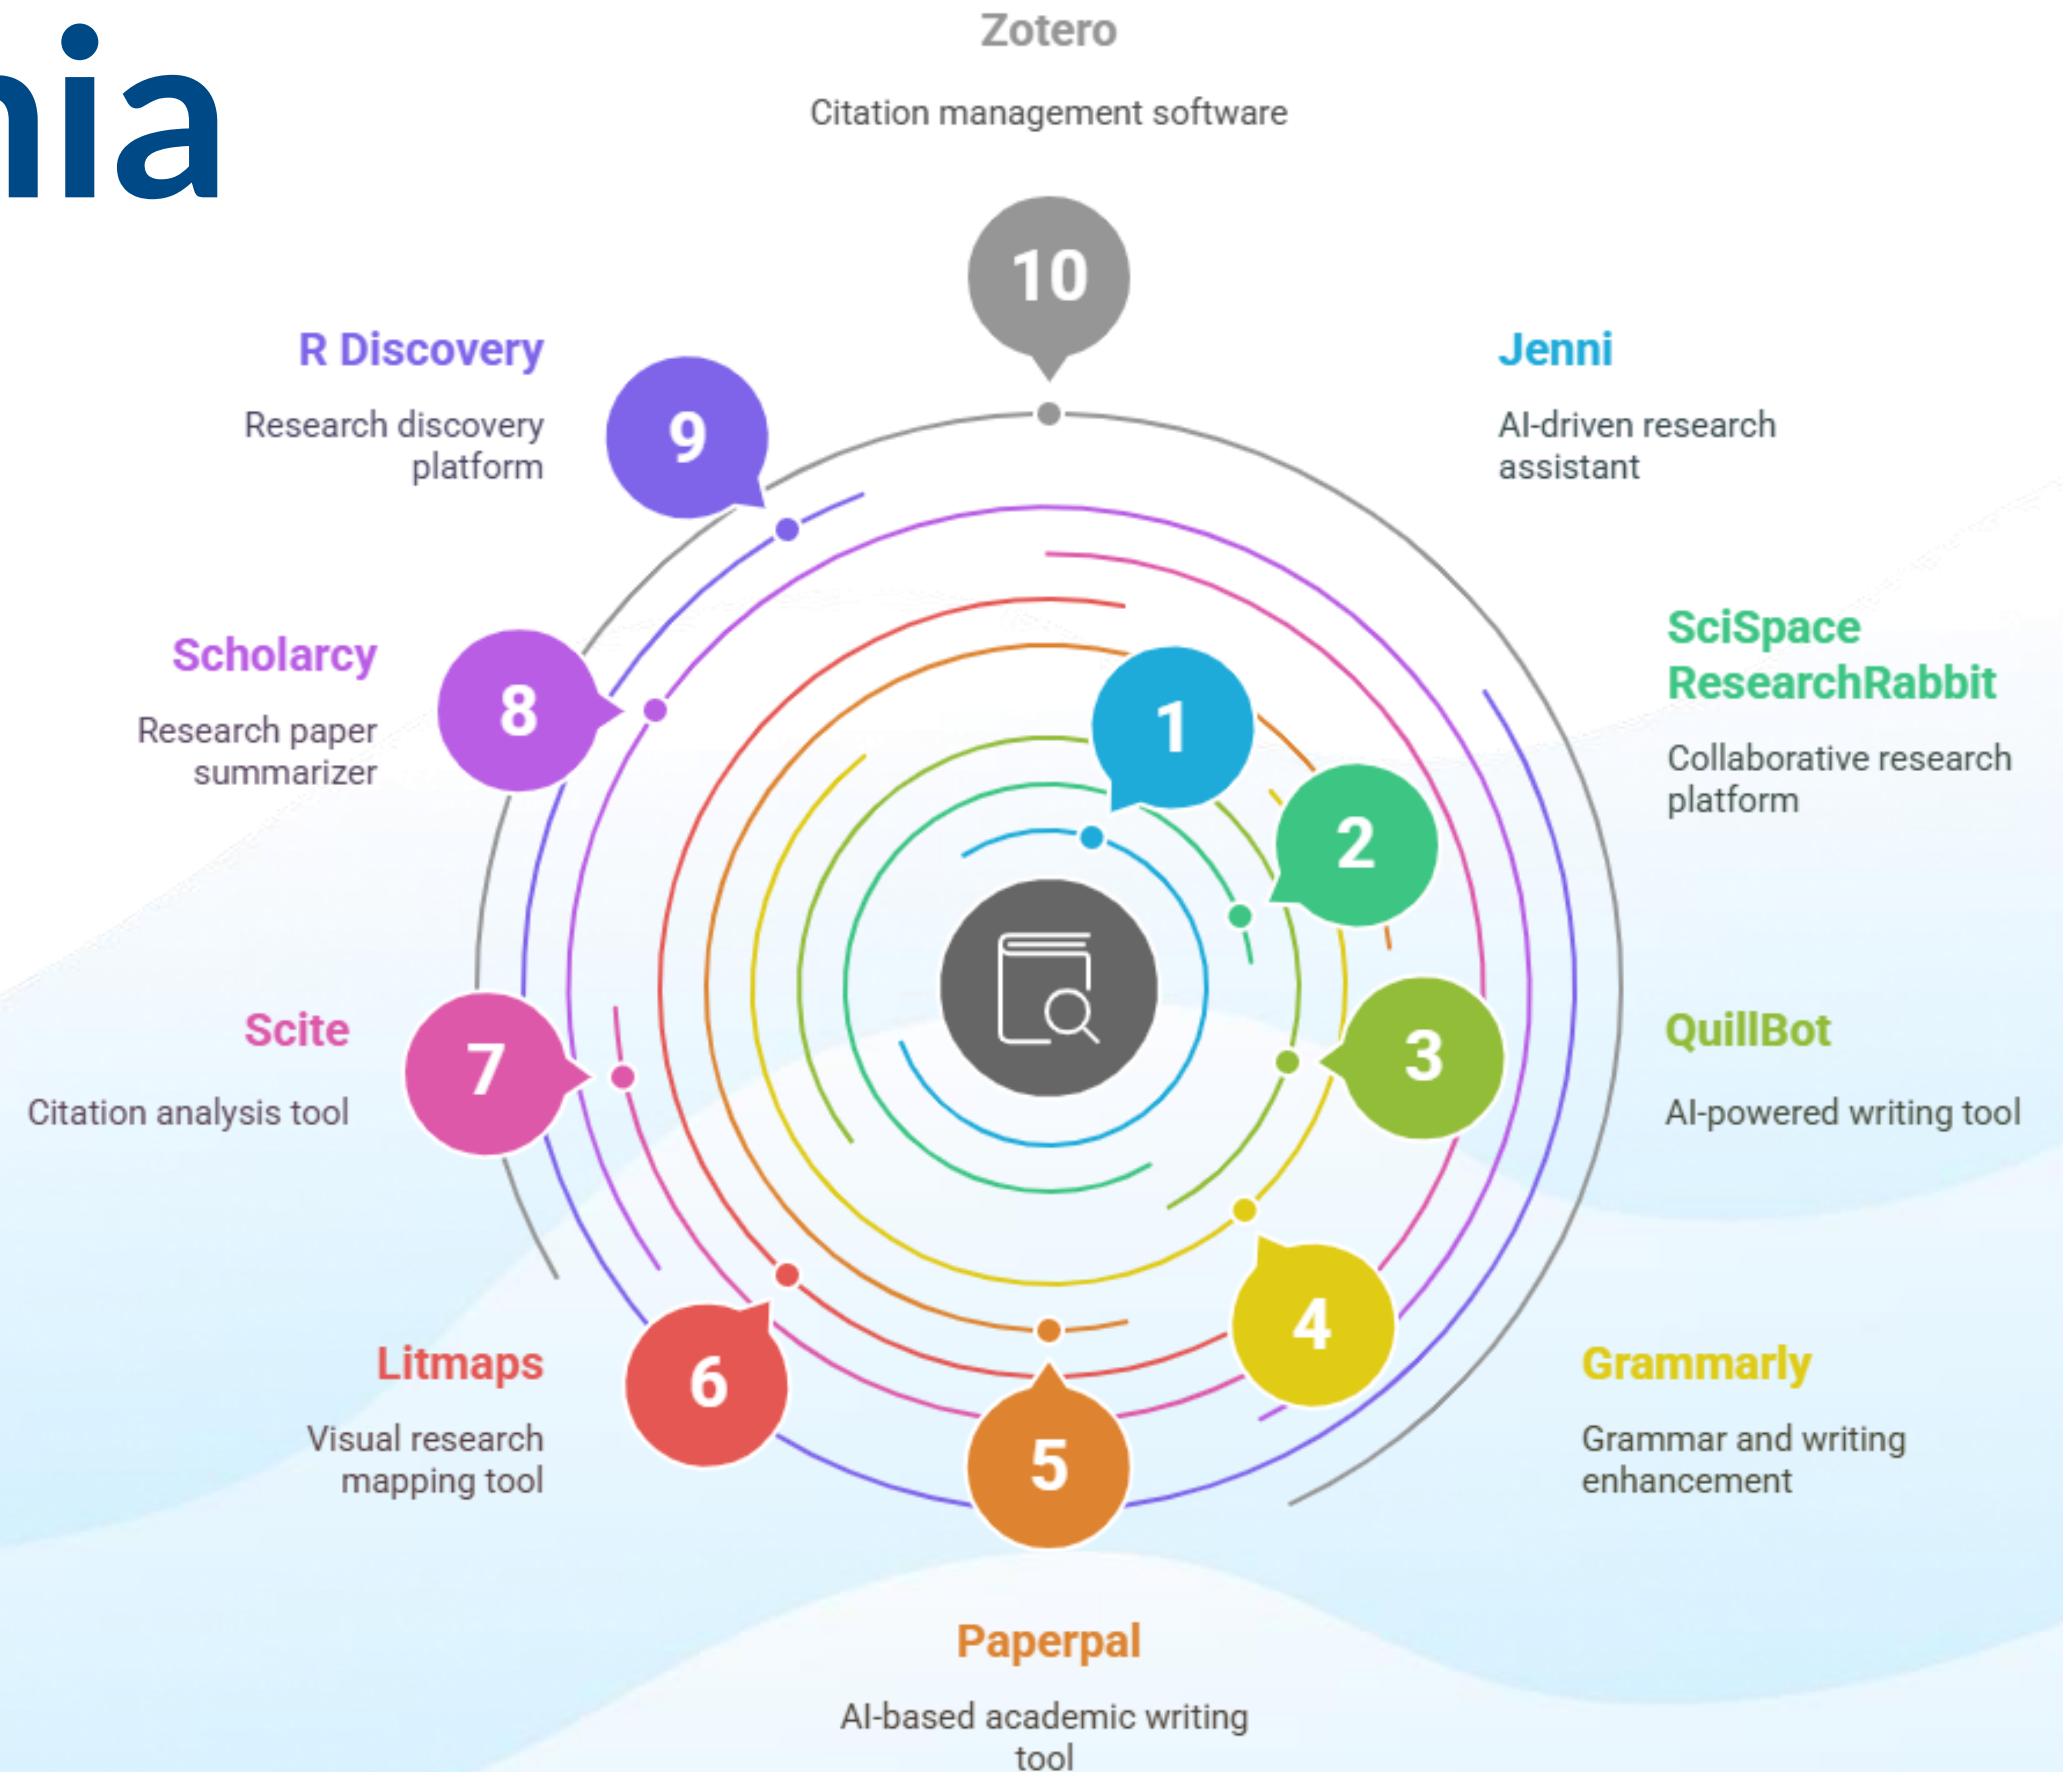 nia
Zotero
Citation management software
10
R Discovery
Research discovery
platform
9
Jenni
AI-driven research
assistant
Scholarcy
Research paper
summarizer
8
1
SciSpace
ResearchRabbit
Collaborative research
platform
2
Scite
Citation analysis tool
7
3
QuillBot
AI-powered writing tool
Litmaps
Visual research
mapping tool
6
4
Grammarly
Grammar and writing
enhancement
5
Paperpal
AI-based academic writing
tool